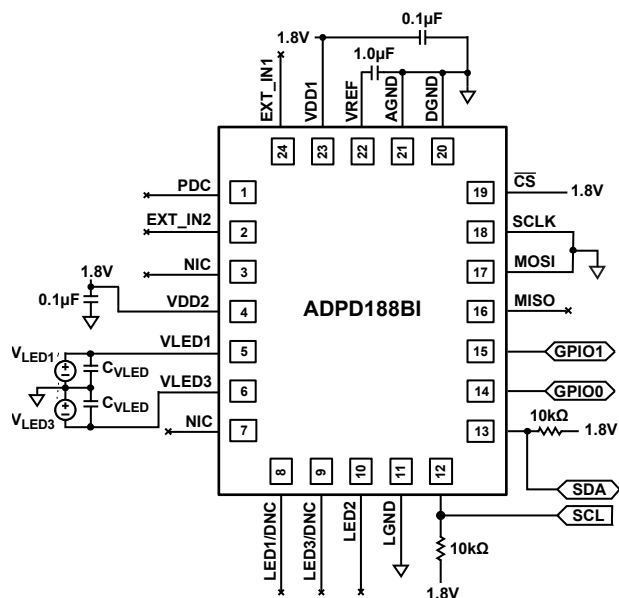 0.1µF
1.8V
1.0µF
EXT_IN1
VDD1
VREF
AGND
DGND
24
23
22
21
20
PDC
1
19
CS
1.8V
EXT_IN2
2
18
SCLK
NIC
3
17
MOSI
1.8V
0.1µF
VDD2
4
ADPD188BI
16
MISO
VLED1
5
15
GPIO1
VLED1
CVLED
VLED3
6
14
GPIO0
CVLED
VLED3
NIC
7
13
10kΩ
1.8V
8
9
10
11
12
SDA
SCL
LED1/DNC
LED3/DNC
LED2
LGND
10kΩ
1.8V